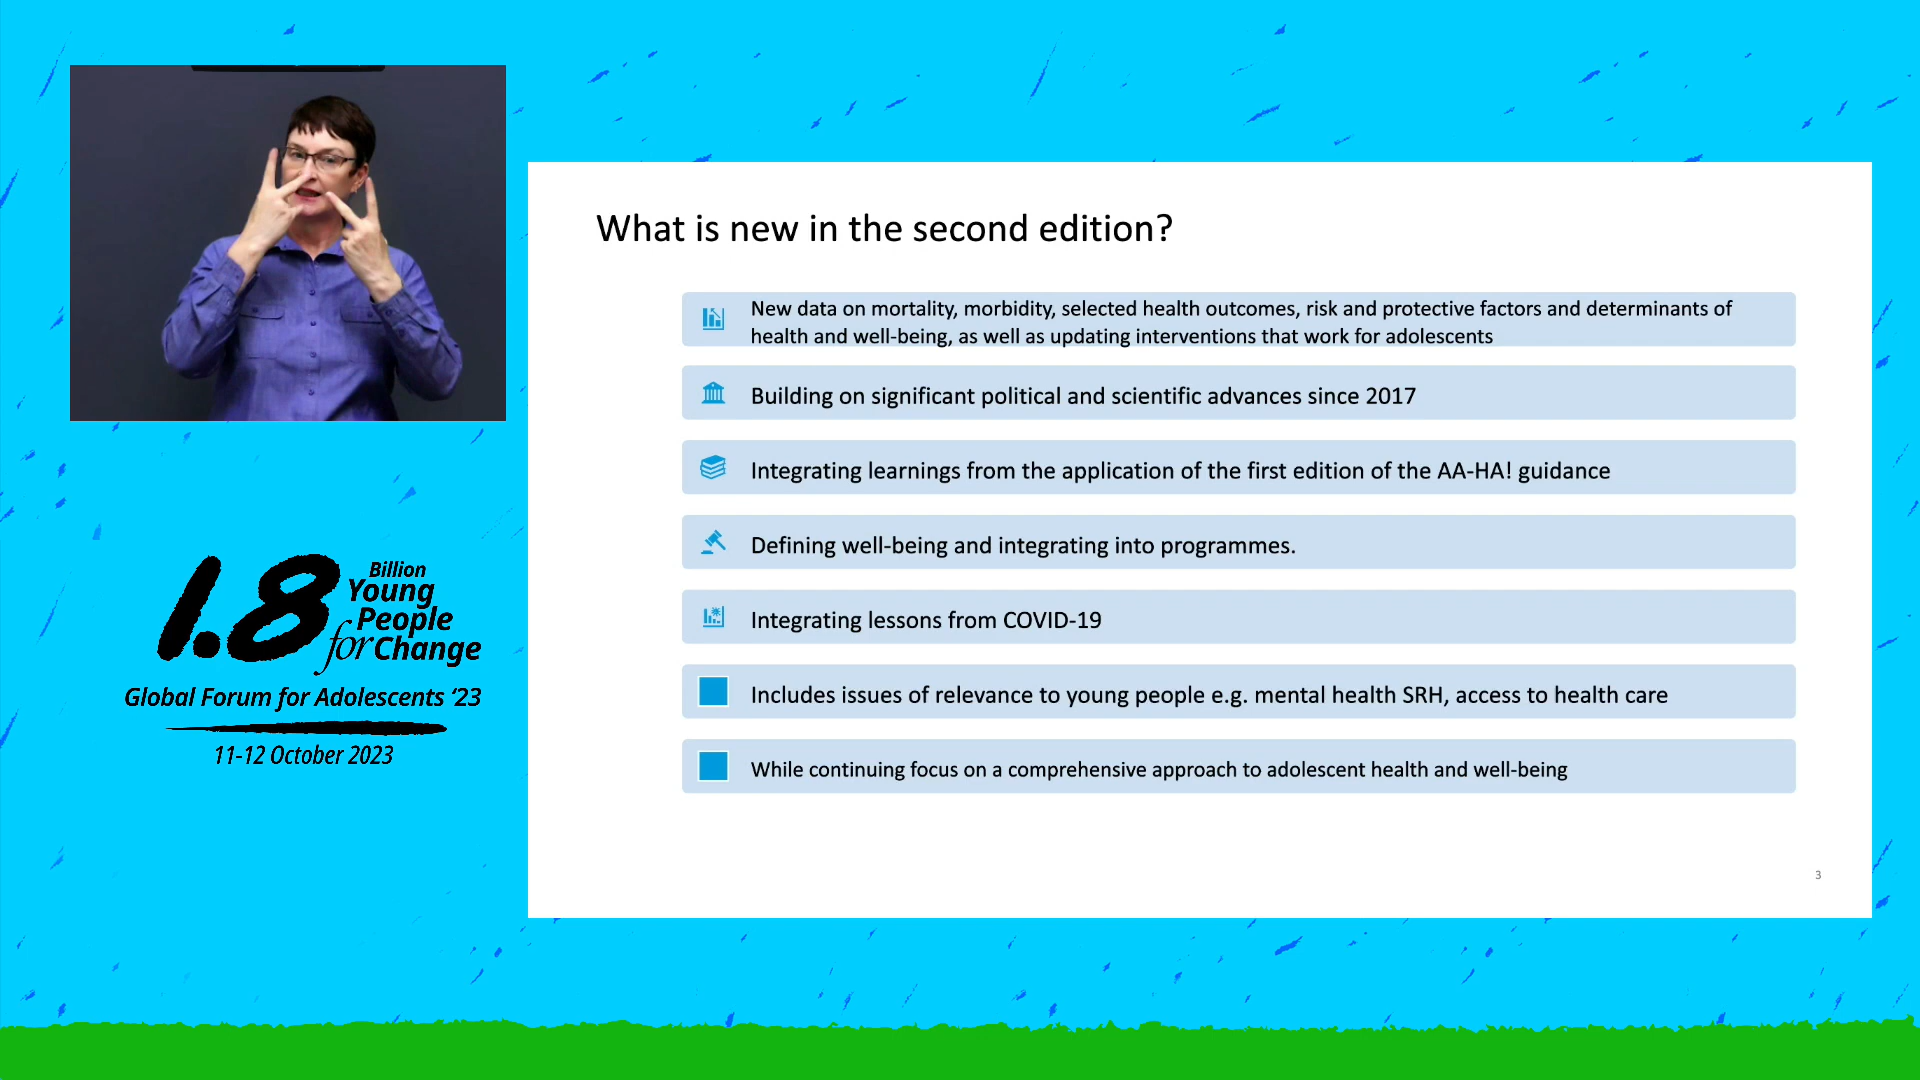 What is new in the second edition?
New data on mortality, morbidity, selected health outcomes, risk and protective factors and determinants of
health and well-being, as well as updating interventions that work for adolescents
Building on significant political and scientific advances since 2017
Integrating learnings from the application of the first edition of the AA-HA! guidance
Defining well-being and integrating into programmes.
Integrating lessons from COVID-19
Includes issues of relevance to young people e.g. mental health SRH, access to health care
While continuing focus on a comprehensive approach to adolescent health and well-being
3
1.8 Billion
Young
People
for Change
Global Forum for Adolescents ‘23
11-12 October 2023